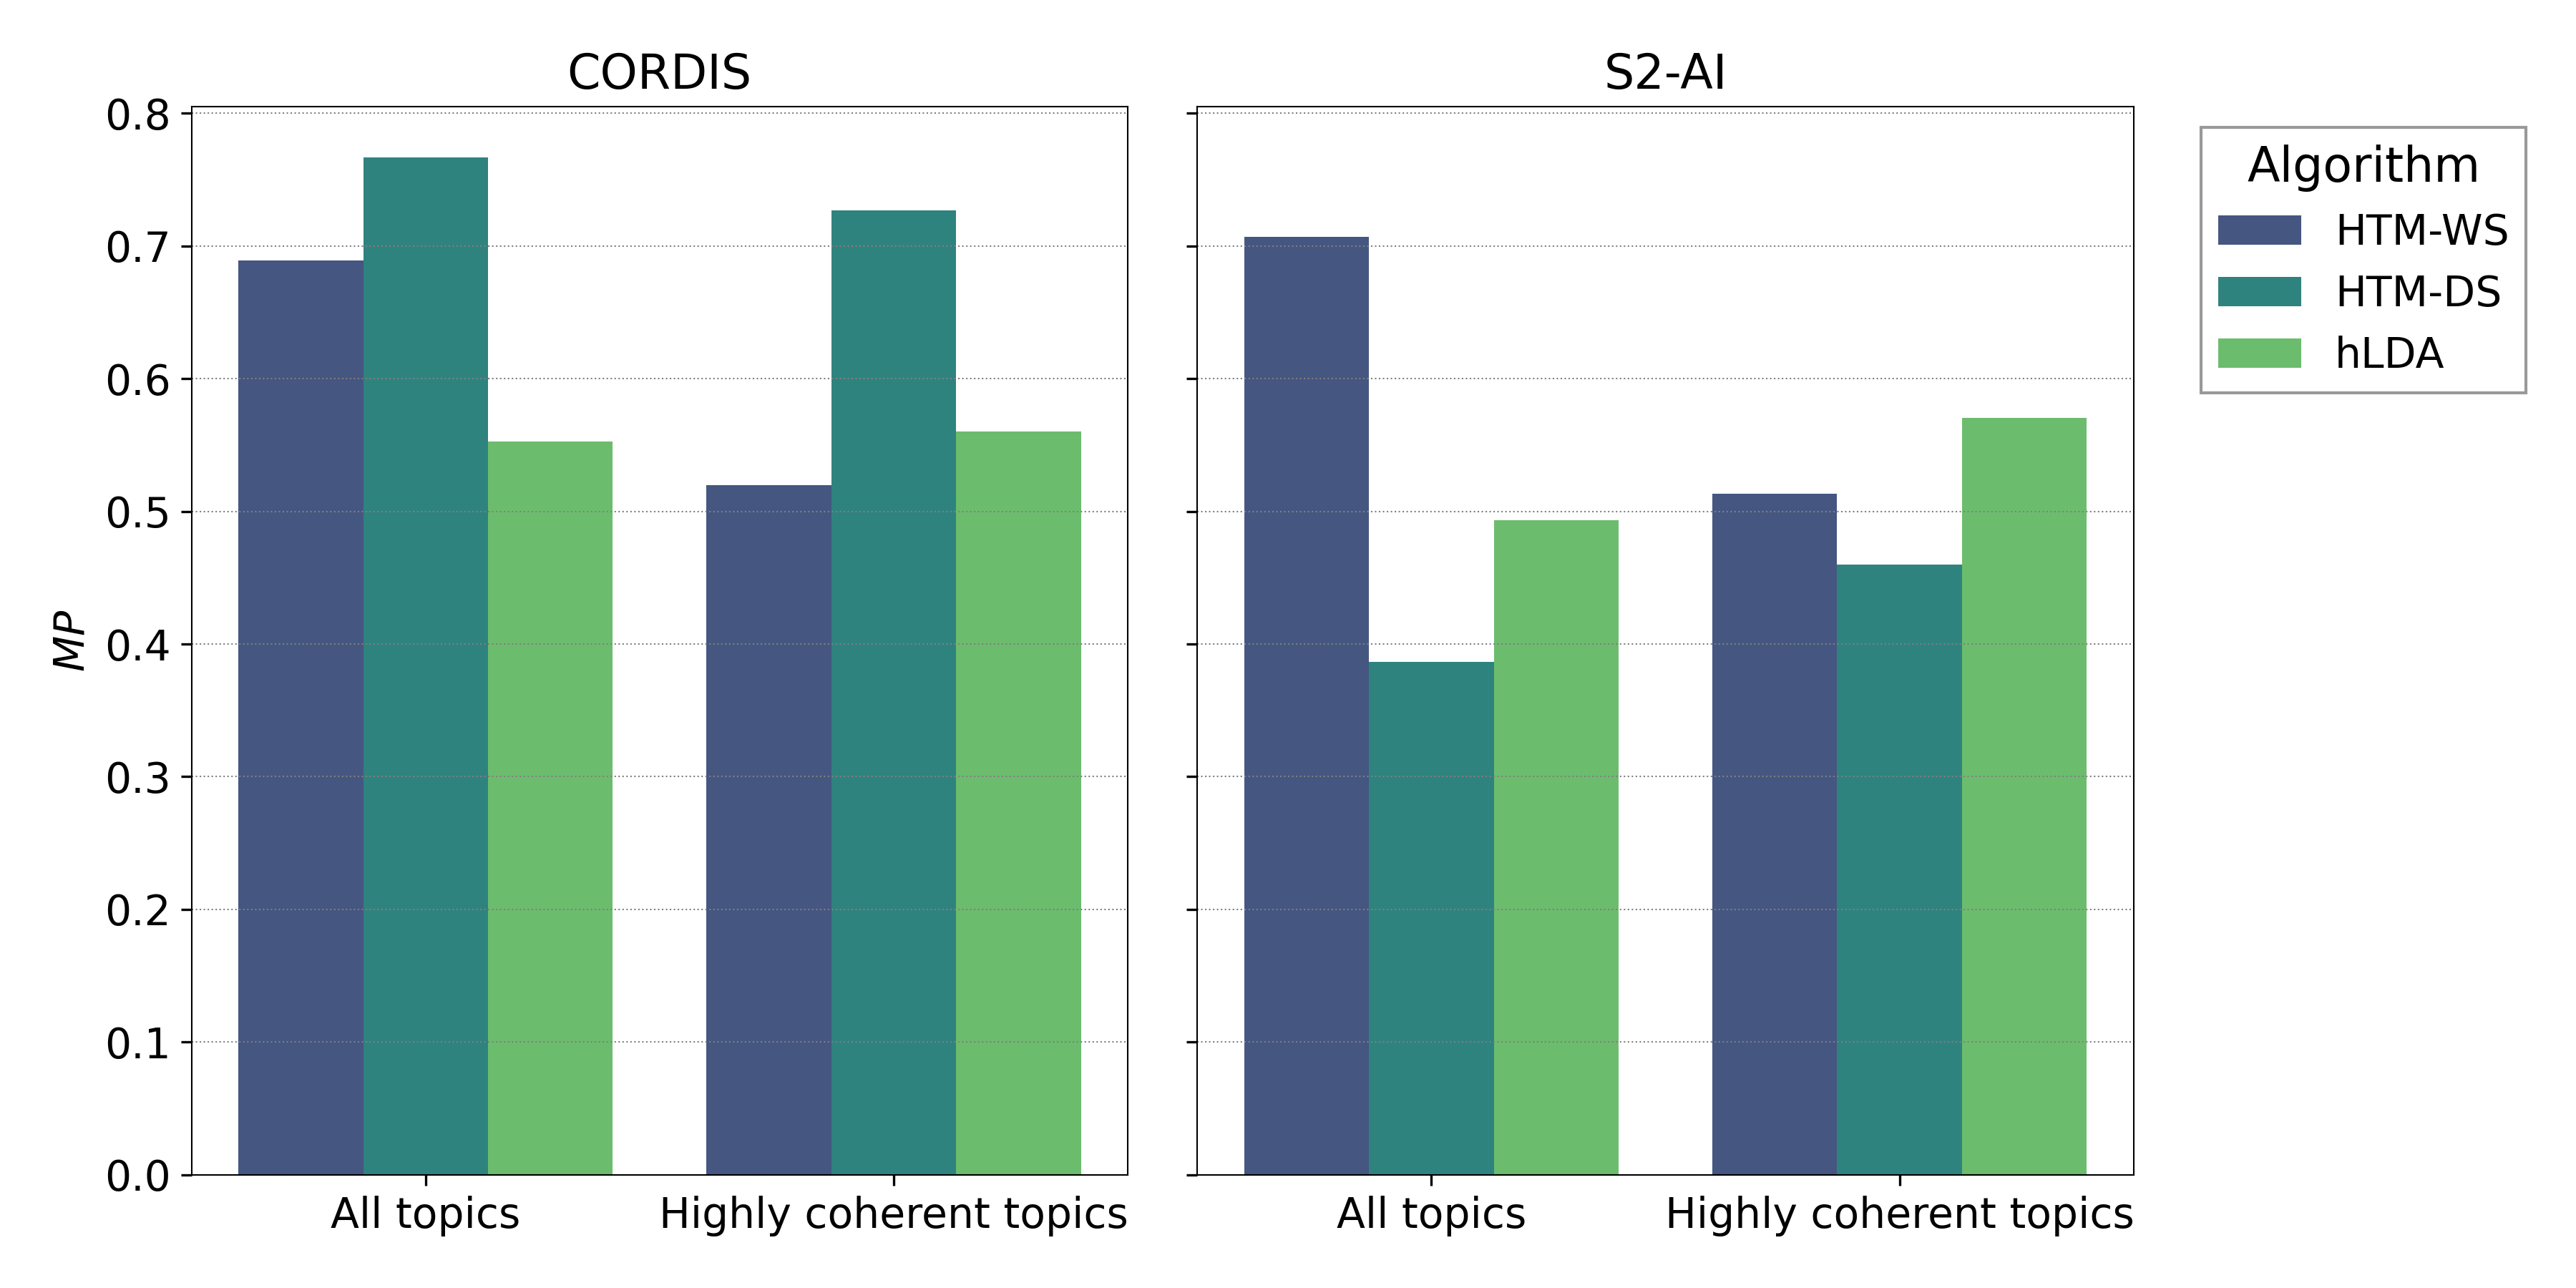 CORDIS
S2-AI
MP
0.8
0.7
0.6
0.5
0.4
0.3
0.2
0.1
0.0
All topics
Highly coherent topics
All topics
Highly coherent topics
Algorithm
HTM-WS
HTM-DS
hLDA